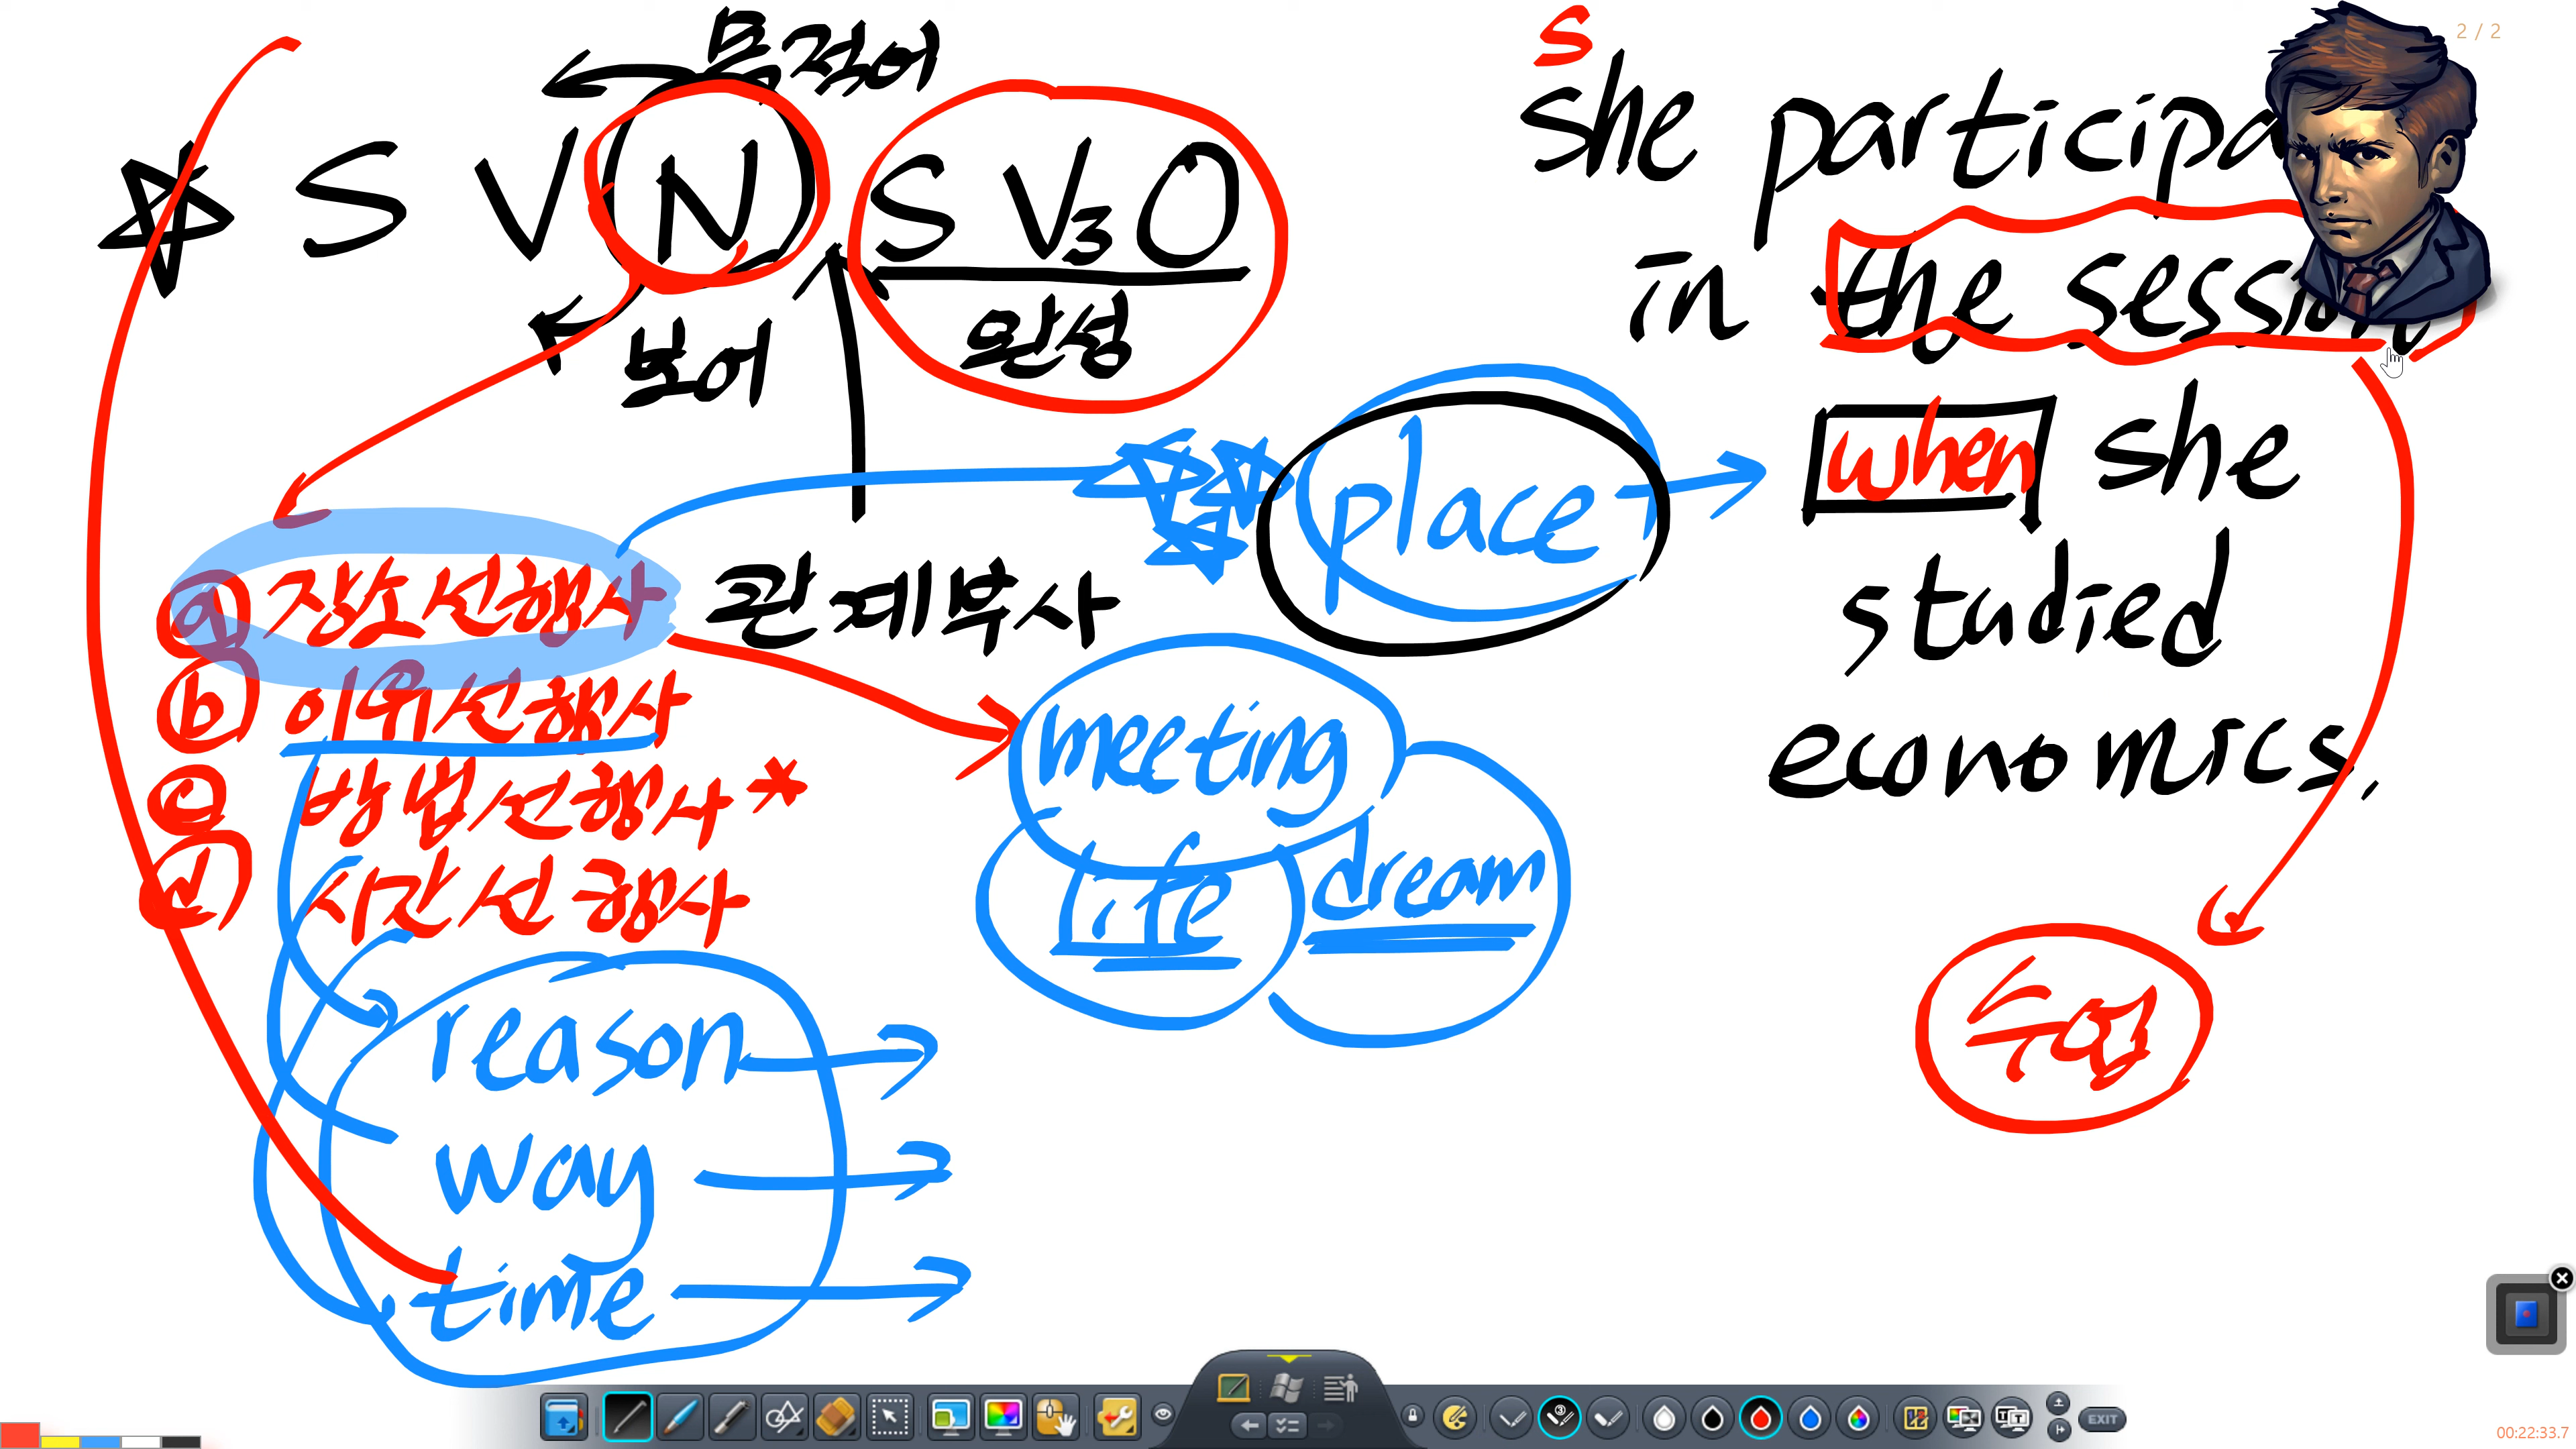 목적어
S V N S V3 O
보어
완성
관계부사
ⓐ 장소선행사
ⓑ 이유선행사
ⓒ 방법선행사*
ⓓ 시간선행사
reason
way
time
place
meeting
life
dream
s
she participa
in the session
when she
studied
economics.
수업
2 / 2
EXIT
00:22:33.7